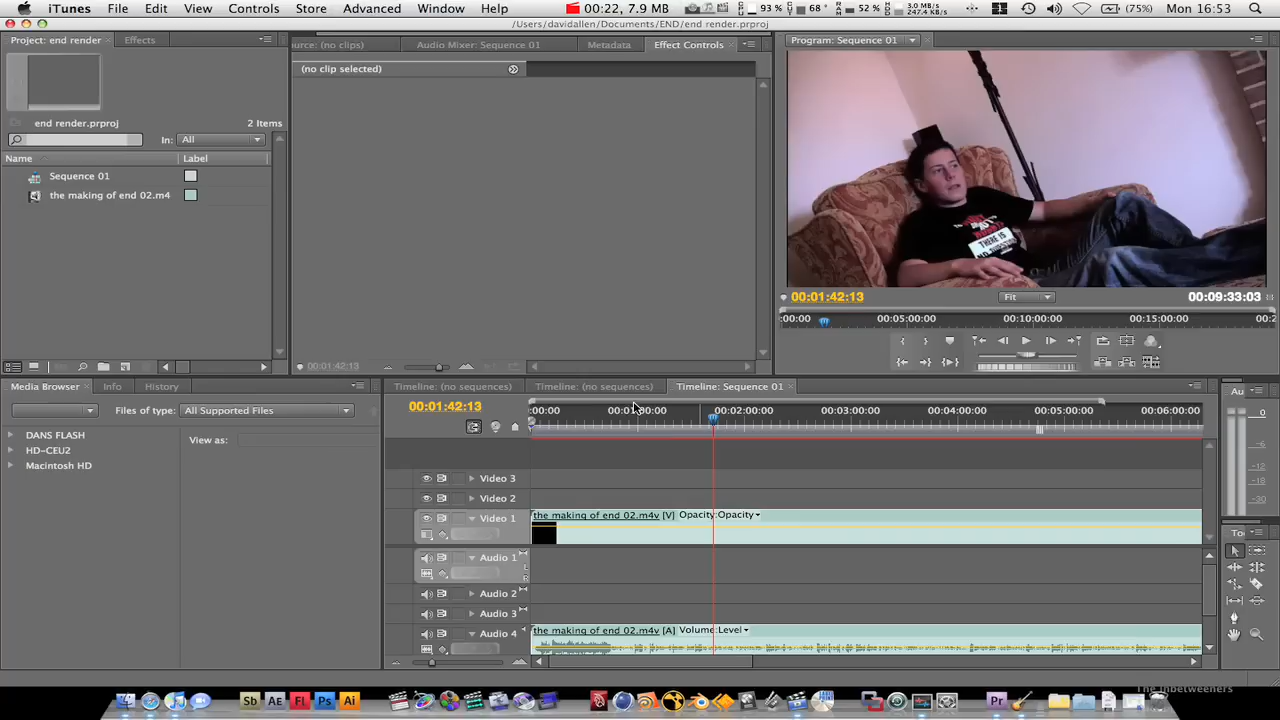 iTunes File Edit View Controls Store Advanced Window Help 00:22, 7.9 MB 93 % 68° 52 % 3.0 MB/s 247.4 KB/s (75%) Mon 16:53
/Users/davidallen/Documents/END/end render.prproj
Project: end render Effects
ource: (no clips) Audio Mixer: Sequence 01 Metadata Effect Controls
Program: Sequence 01
(no clip selected)
end render.prproj 2 Items
In: All
Name Label
Sequence 01
the making of end 02.m4
THERE IS
00:01:42:13 Fit 00:09:33:03
:00:00 00:05:00:00 00:10:00:00 00:15:00:00 00:2
00:01:42:13
Media Browser Info History
Timeline: (no sequences) Timeline: (no sequences) Timeline: Sequence 01
Files of type: All Supported Files
View as:
DANS FLASH
HD-CEU2
Macintosh HD
00:01:42:13 :00:00 00:01:00:00 00:02:00:00 00:03:00:00 00:04:00:00 00:05:00:00 00:06:00:00
Video 3
Video 2
Video 1
the making of end 02.m4v [V] Opacity:Opacity
Audio 1
L
R
Audio 2
Audio 3
Audio 4
the making of end 02.m4v [A] Volume:Level
Au
0
-6
-12
-18
-30
To
Sb Ae Fl Ps Ai Pr
The Inbetweeners